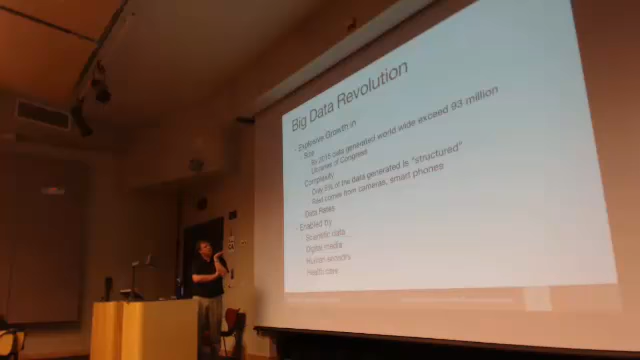 Big Data Revolution
- Explosive Growth in
- Size
By 2015 data generated world wide exceed 93 million
Libraries of Congress
Complexity
Only 5% of the data generated is "structured"
Rest comes from cameras, smart phones
Data Rates
- Enabled by
Scientific data
Digital media
Human sensors
Health care